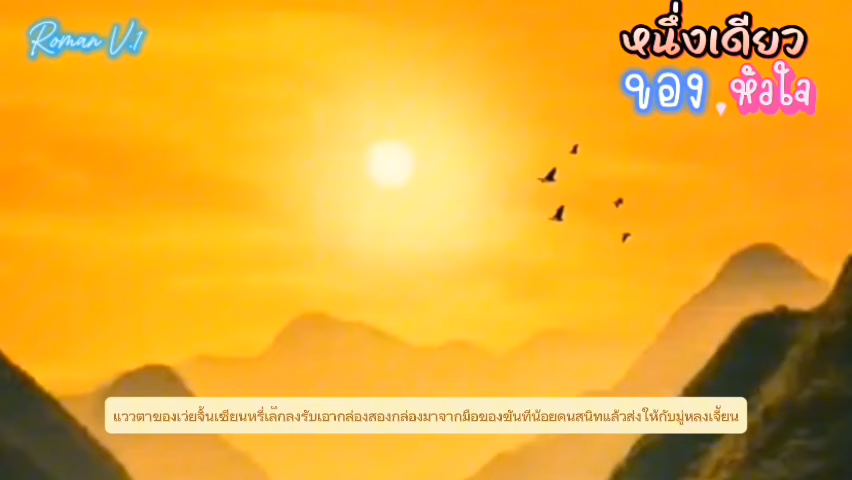 Roman V.1
หนึ่งเดียว
ของ หัวใจ
แววตาของเว่ยจิ้นเซียนหรี่เล็กลงรับเอากล่องสองกล่องมาจากมือของขันทีน้อยคนสนิทแล้วส่งให้กับมู่หลงเจี้ยน